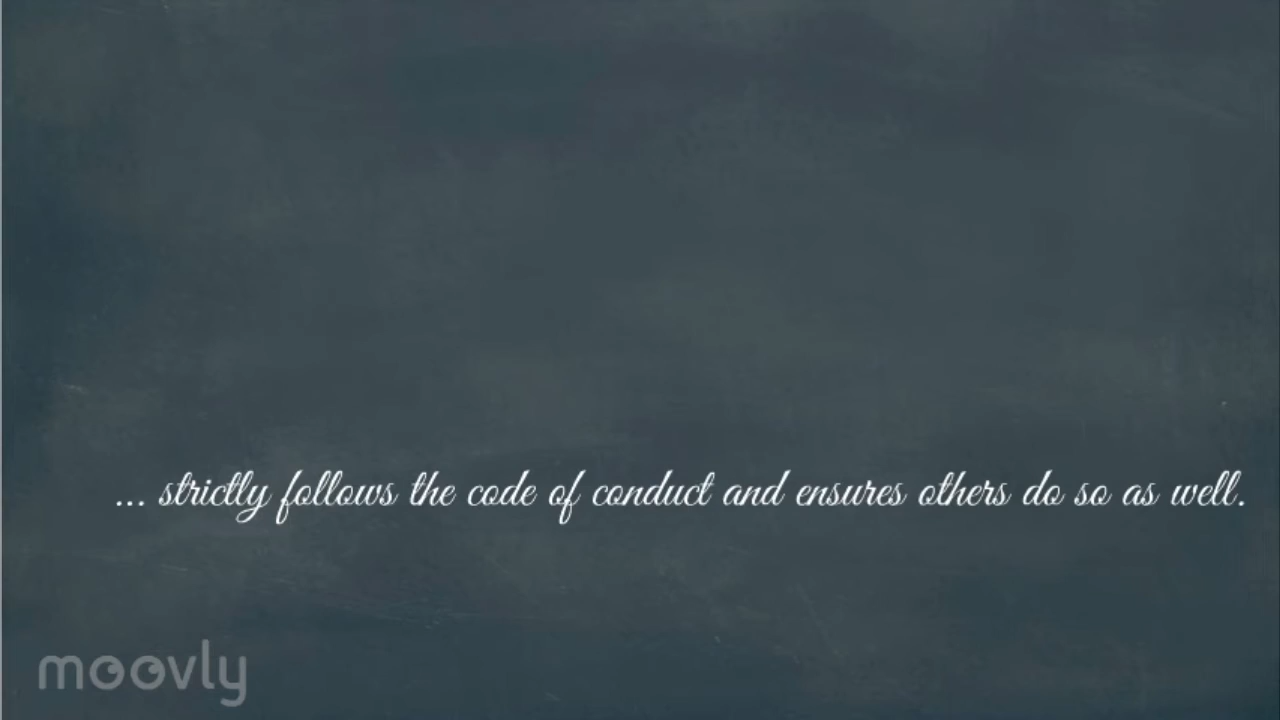 ... strictly follows the code of conduct and ensures others do so as well.
moovly